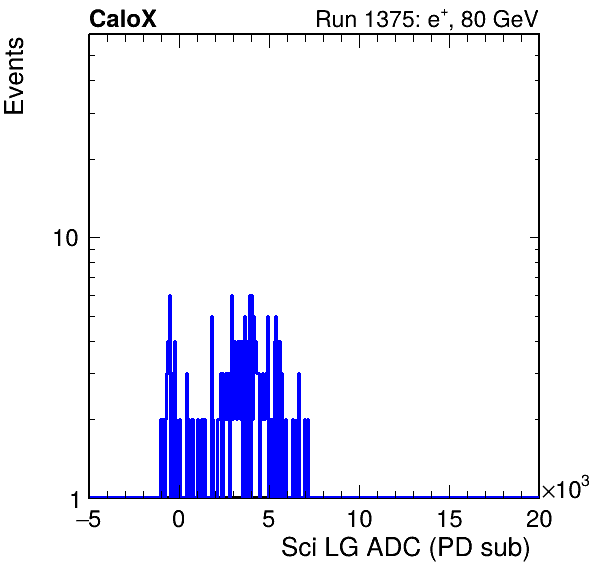 CaloX Run 1375: e⁺, 80 GeV
Events
10
1
−5 0 5 10 15 20 ×10³
Sci LG ADC (PD sub)